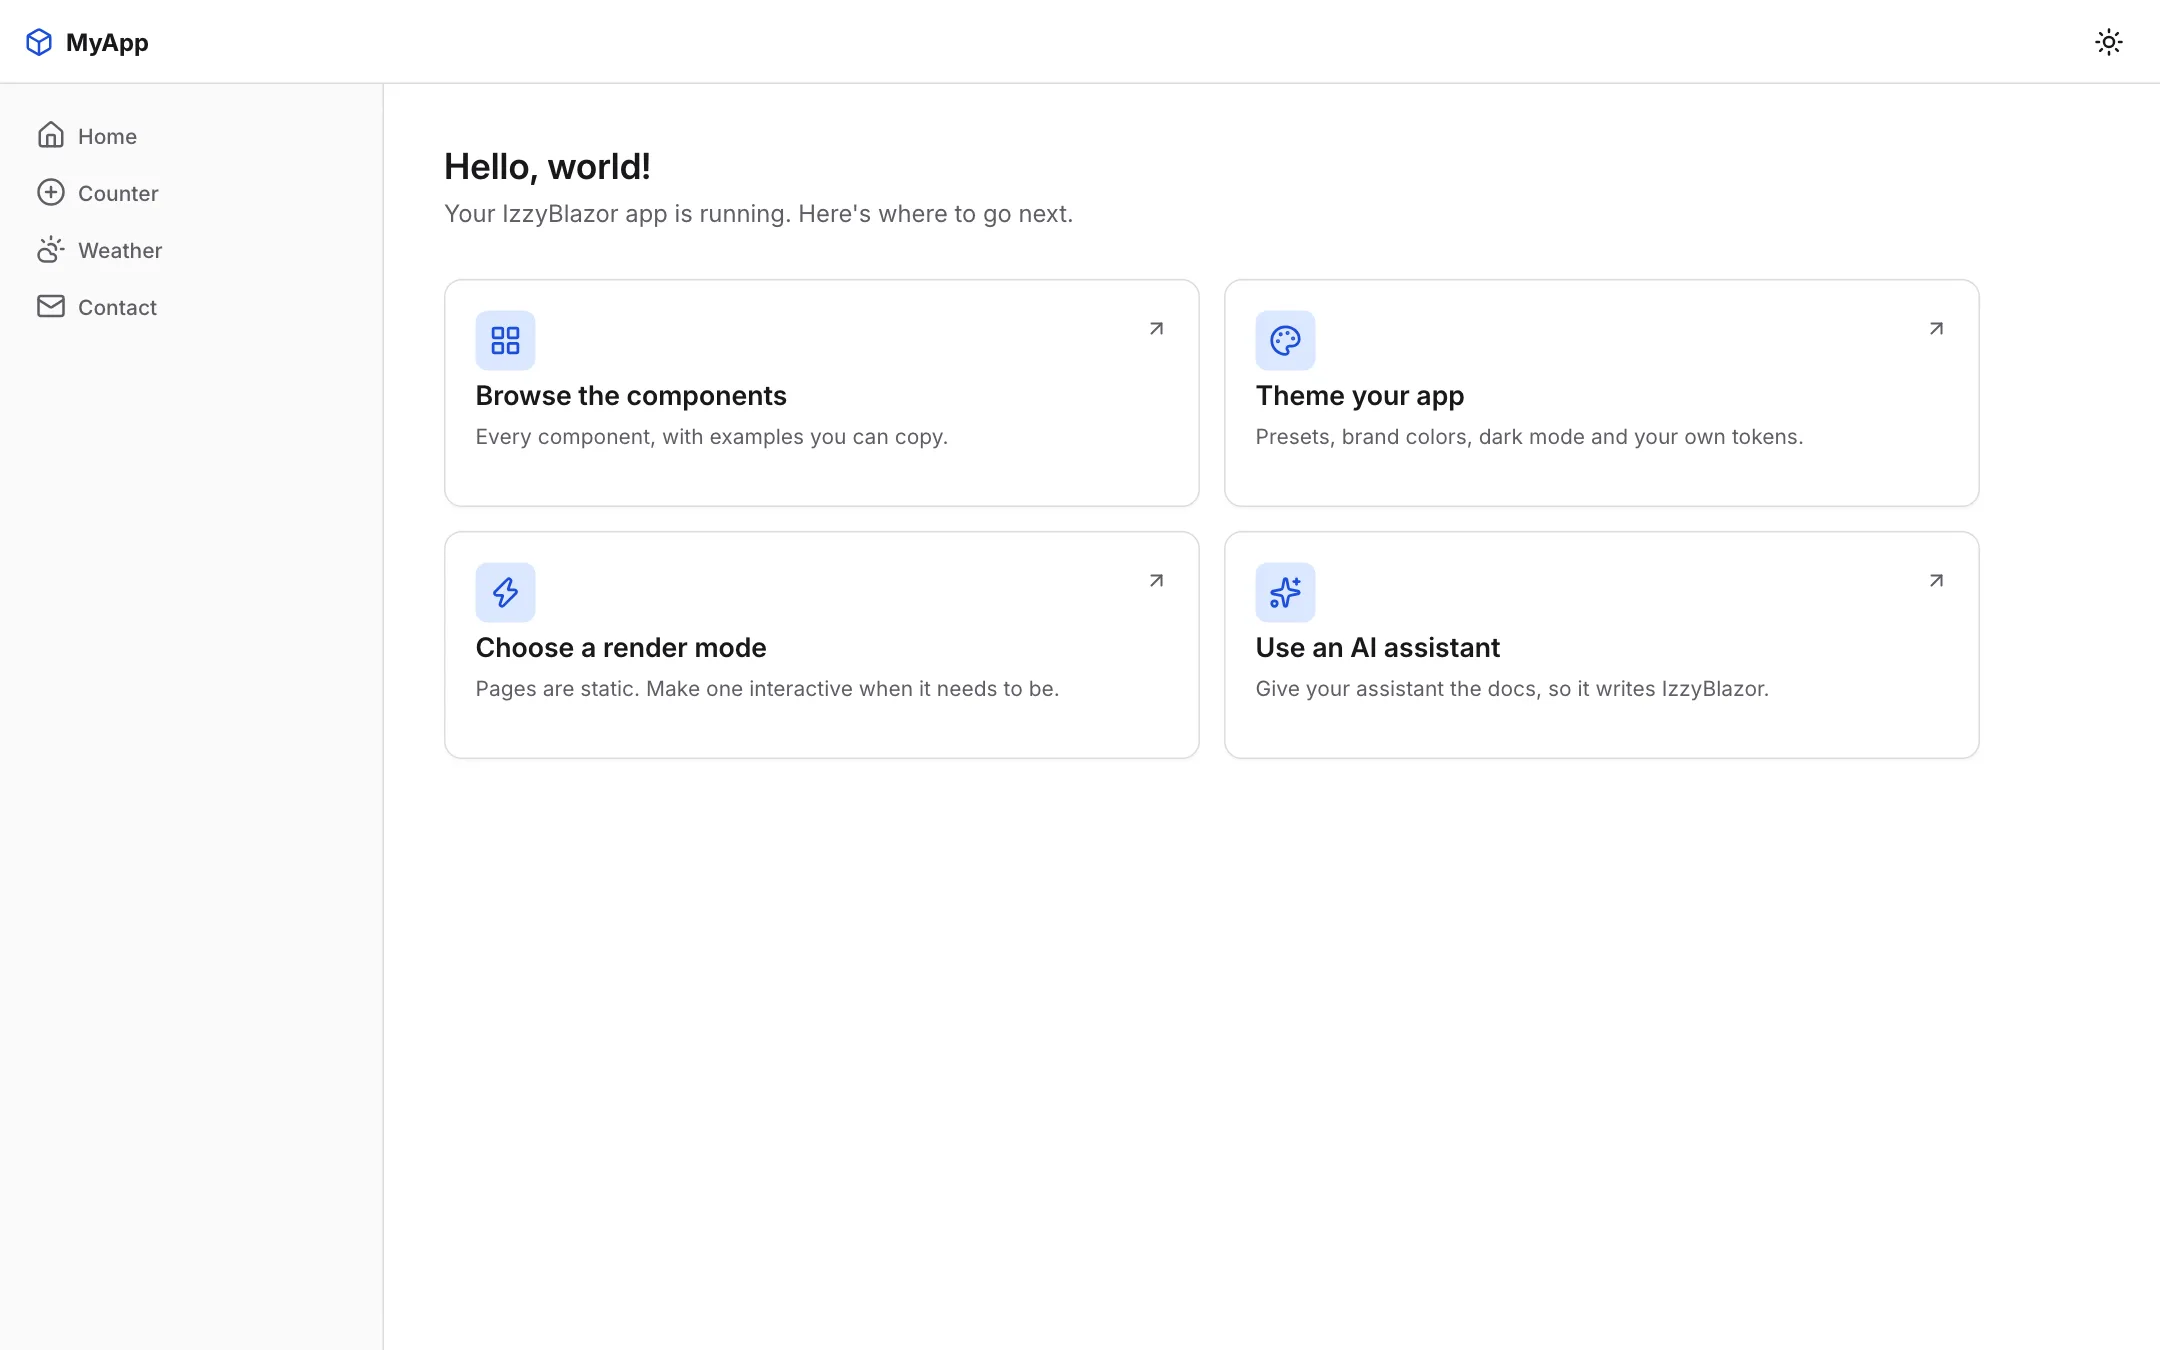 MyApp
Home
Counter
Weather
Contact
Hello, world!
Your IzzyBlazor app is running. Here's where to go next.
Browse the components
Every component, with examples you can copy.
Theme your app
Presets, brand colors, dark mode and your own tokens.
Choose a render mode
Pages are static. Make one interactive when it needs to be.
Use an AI assistant
Give your assistant the docs, so it writes IzzyBlazor.